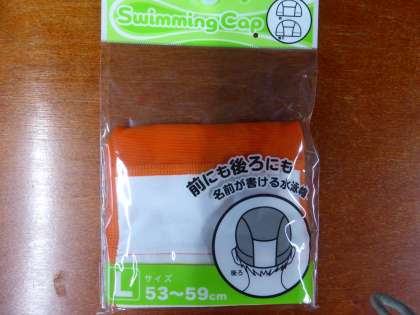 Swimming Cap
前にも後ろにも
名前が書ける水泳帽
後ろ
L サイズ
53〜59cm